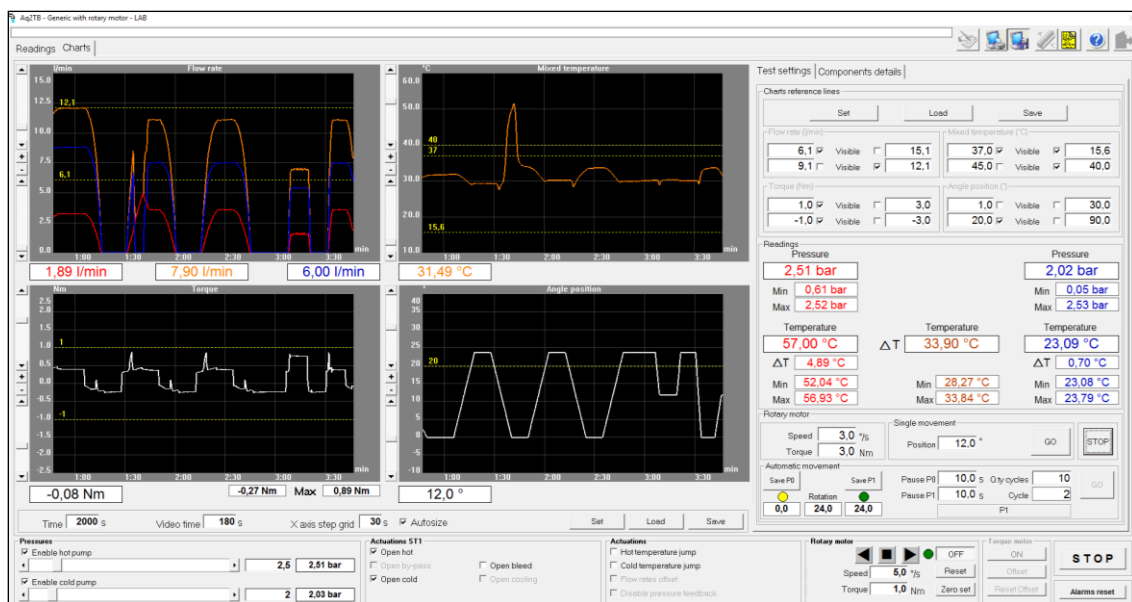 Aq2TB - Generic with rotary motor - LAB
Readings Charts
l/min Flow rate
15.0
12.5
10.0
7.5
5.0
2.5
0.0
12,1
6,1
1:00 1:30 2:00 2:30 3:00 3:30 min
1,89 l/min 7,90 l/min 6,00 l/min
°C Mixed temperature
60.0
50.0
40.0
30.0
20.0
10.0
40
37
15,6
1:00 1:30 2:00 2:30 3:00 3:30 min
31,49 °C
Nm Torque
2.5
2.0
1.5
1.0
0.5
0.0
-0.5
-1.0
-1.5
-2.0
-2.5
1
-1
1:00 1:30 2:00 2:30 3:00 3:30 min
-0,08 Nm -0,27 Nm Max 0,89 Nm
° Angle position
40
35
30
25
20
15
10
5
0
-5
-10
20
1:00 1:30 2:00 2:30 3:00 3:30 min
12,0 °
Time 2000 s Video time 180 s X axis step grid 30 s Autosize Set Load Save
Test settings Components details
Charts reference lines
Set Load Save
Flow rate (l/min)
6,1 Visible 15,1
9,1 Visible 12,1
Mixed temperature (°C)
37,0 Visible 15,6
45,0 Visible 40,0
Torque (Nm)
1,0 Visible 3,0
-1,0 Visible -3,0
Angle position (°)
1,0 Visible 30,0
20,0 Visible 90,0
Readings
Pressure Pressure
2,51 bar 2,02 bar
Min 0,61 bar Min 0,05 bar
Max 2,52 bar Max 2,53 bar
Temperature Temperature Temperature
57,00 °C ΔT 33,90 °C 23,09 °C
ΔT 4,89 °C ΔT 0,70 °C
Min 52,04 °C Min 28,27 °C Min 23,08 °C
Max 56,93 °C Max 33,84 °C Max 23,79 °C
Rotary motor
Speed 3,0 °/s
Torque 3,0 Nm
Single movement
Position 12,0 ° GO STOP
Automatic movement
Save P0 Save P1 Pause P0 10,0 s Q.ty cycles 10 GO
Rotation Pause P1 10,0 s Cycle 2
0,0 24,0 24,0 P1
Pressures
Enable hot pump
2,5 2,51 bar
Enable cold pump
2 2,03 bar
Actuations ST1
Open hot
Open by-pass Open bleed
Open cold Open cooling
Actuations
Hot temperature jump
Cold temperature jump
Flow rates offset
Disable pressure feedback
Rotary motor
OFF
Speed 5,0 °/s Reset
Torque 1,0 Nm Zero set
Torque motor
ON
Offset
Reset Offset
STOP
Alarms reset